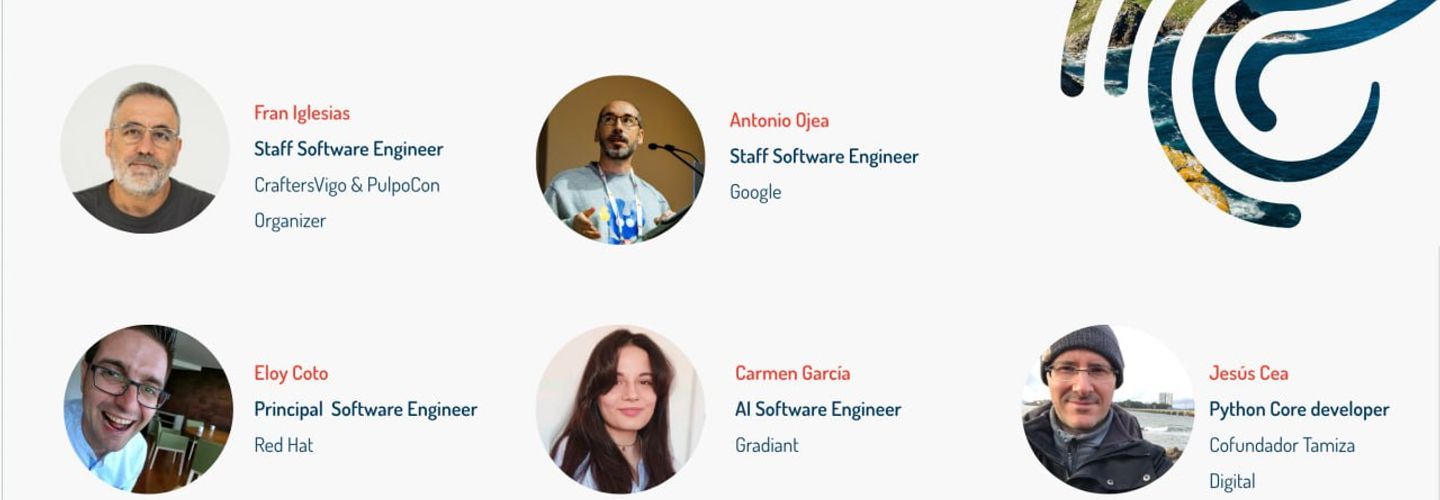 Fran Iglesias
Staff Software Engineer
CraftersVigo & PulpoCon
Organizer
Antonio Ojea
Staff Software Engineer
Google
Eloy Coto
Principal Software Engineer
Red Hat
Carmen García
AI Software Engineer
Gradiant
Jesús Cea
Python Core developer
Cofundador Tamiza
Digital